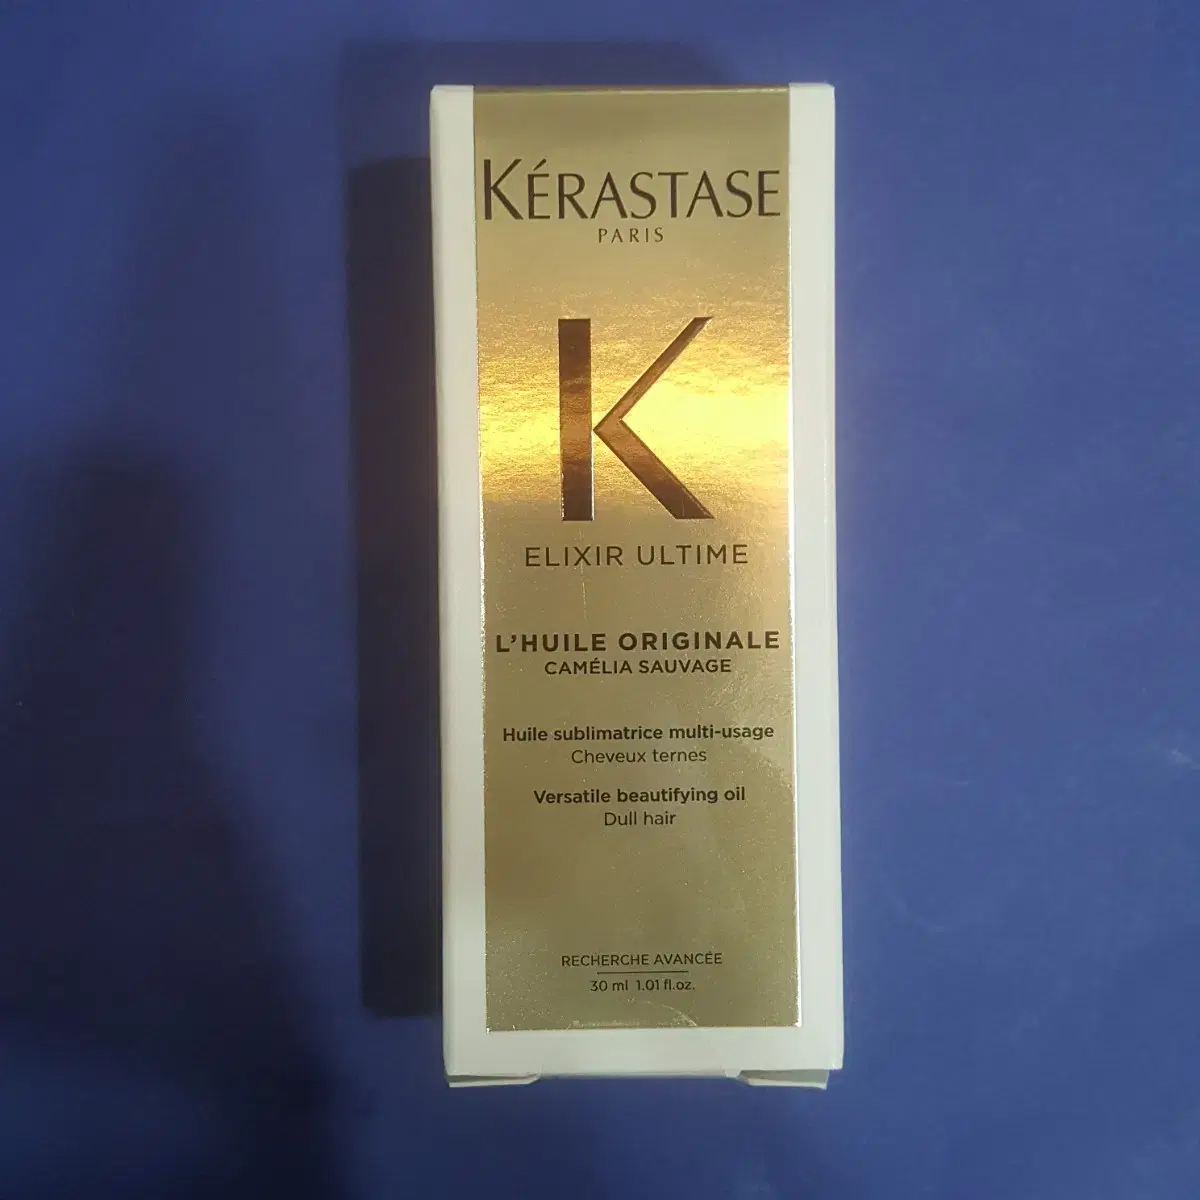 KÉRASTASE
PARIS
K
ELIXIR ULTIME
L'HUILE ORIGINALE
CAMÉLIA SAUVAGE
Huile sublimatrice multi-usage
Cheveux ternes
Versatile beautifying oil
Dull hair
RECHERCHE AVANCÉE
30 ml 1.01 fl.oz.